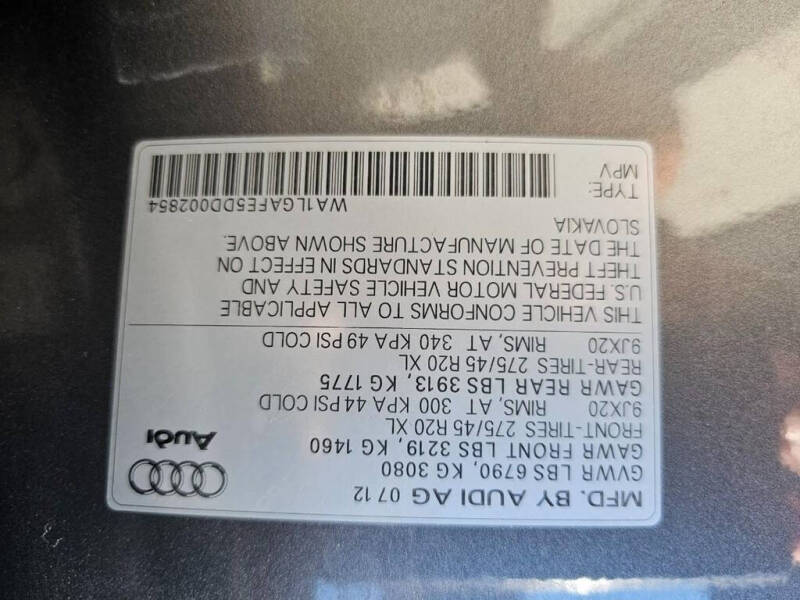 MFD. BY AUDI AG 07 12
GVWR LBS 6790, KG 3080
GAWR FRONT LBS 3219, KG 1460
FRONT-TIRES 275/45 R20 XL
9JX20 RIMS, AT 300 KPA 44 PSI COLD
GAWR REAR LBS 3913, KG 1775
REAR-TIRES 275/45 R20 XL
9JX20 RIMS, AT 340 KPA 49 PSI COLD
Audi
THIS VEHICLE CONFORMS TO ALL APPLICABLE
U.S. FEDERAL MOTOR VEHICLE SAFETY AND
THEFT PREVENTION STANDARDS IN EFFECT ON
THE DATE OF MANUFACTURE SHOWN ABOVE.
SLOVAKIA
WA1LGAFE5DD002854
TYPE:
MPV